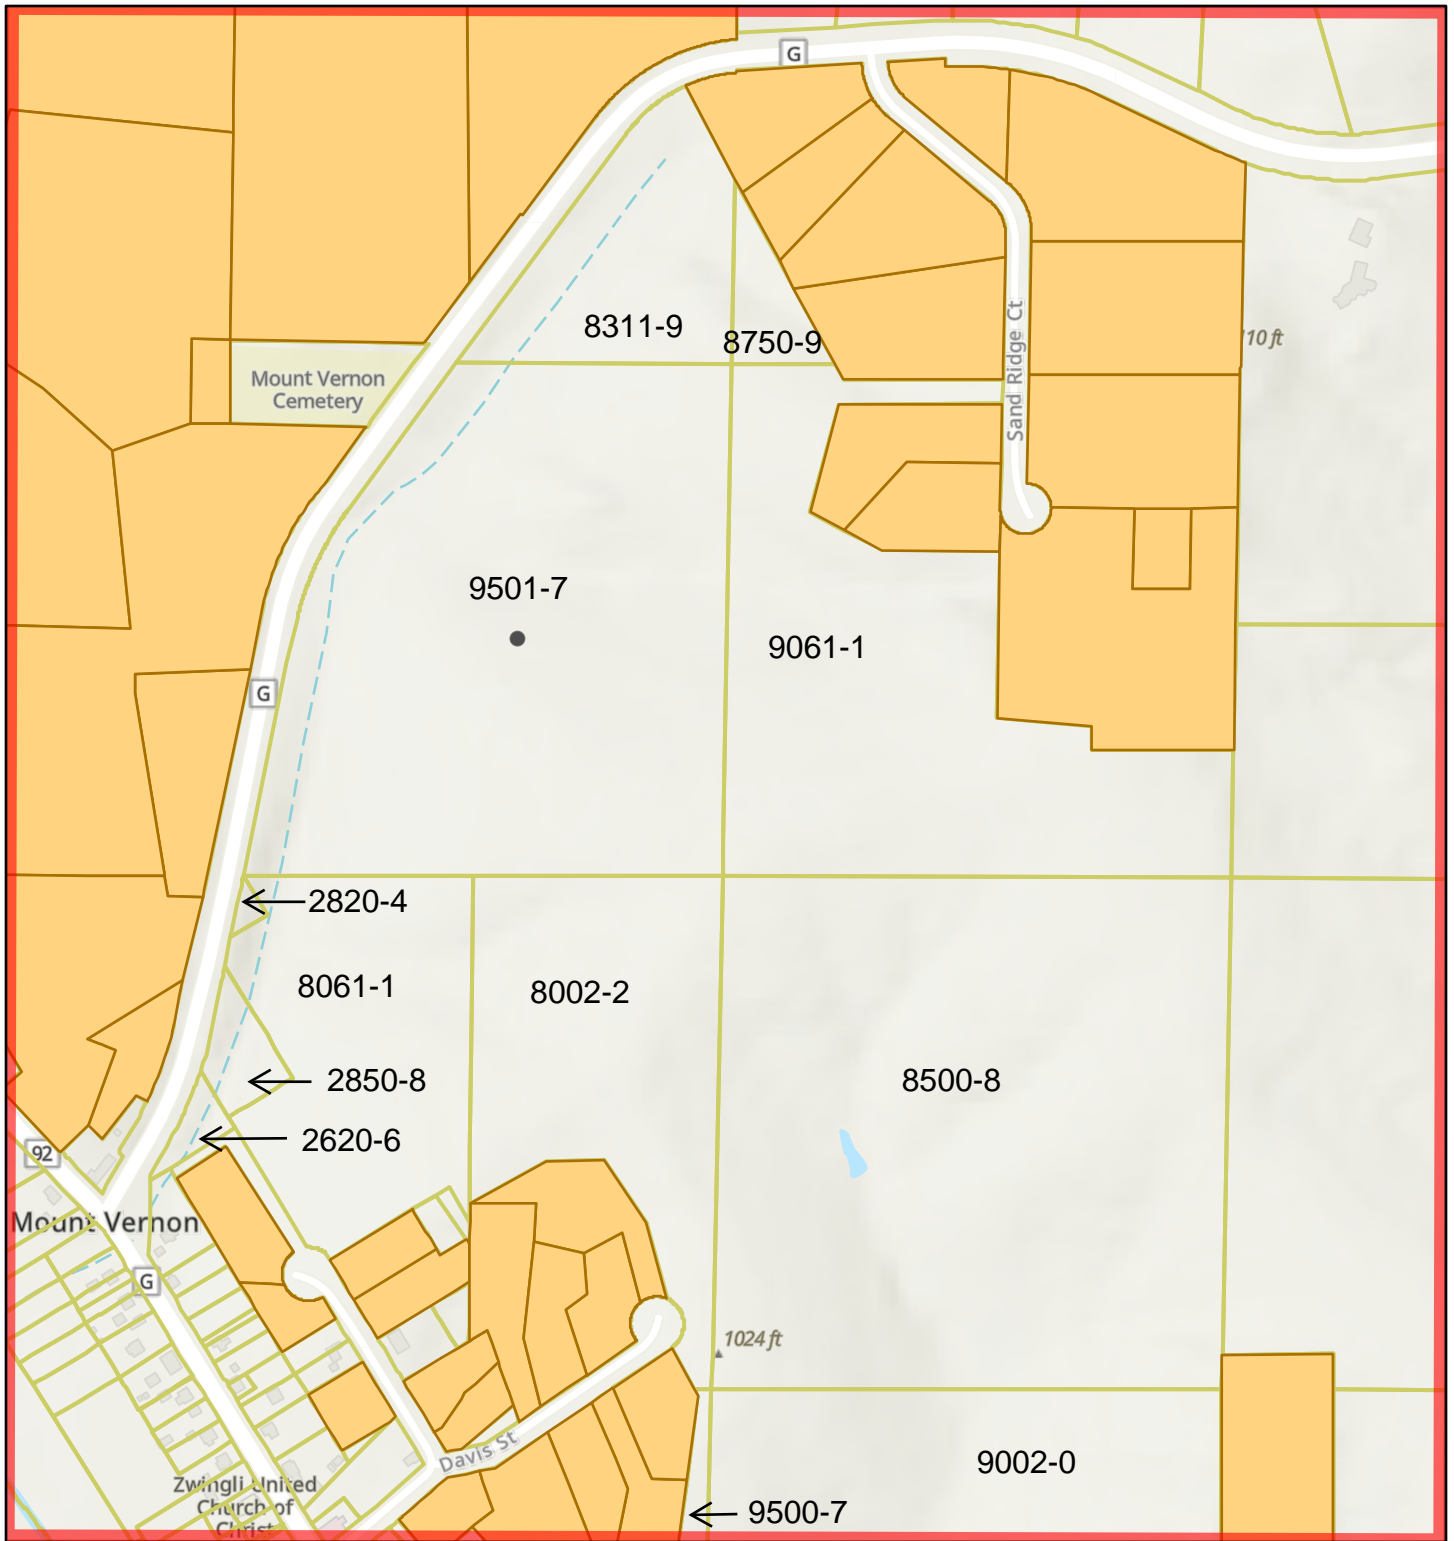 G
8311-9
8750-9
Sand Ridge Ct
10 ft
Mount Vernon
Cemetery
9501-7
9061-1
G
2820-4
8061-1
8002-2
2850-8
8500-8
2620-6
92
Mount Vernon
G
1024 ft
Davis St
9002-0
Zwingli United
Church of
Christ
9500-7